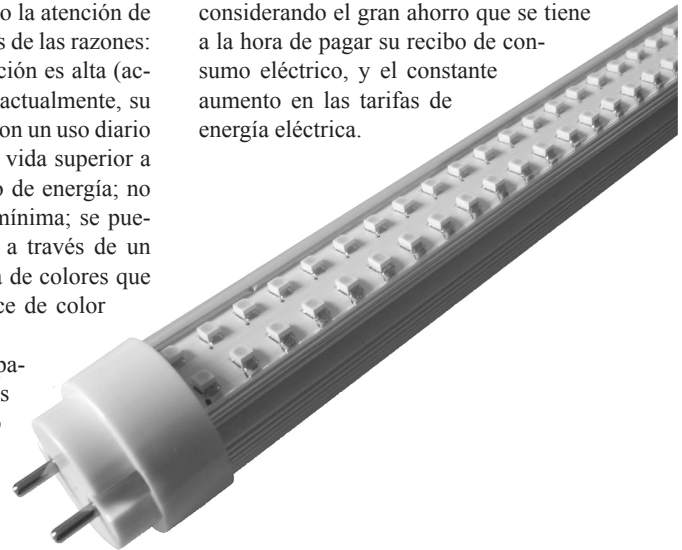 o la atención de
s de las razones:
ción es alta (ac-
actualmente, su
on un uso diario
vida superior a
o de energía; no
mínima; se pue-
a través de un
a de colores que
ce de color
pa-
s
considerando el gran ahorro que se tiene
a la hora de pagar su recibo de con-
sumo eléctrico, y el constante
aumento en las tarifas de
energía eléctrica.